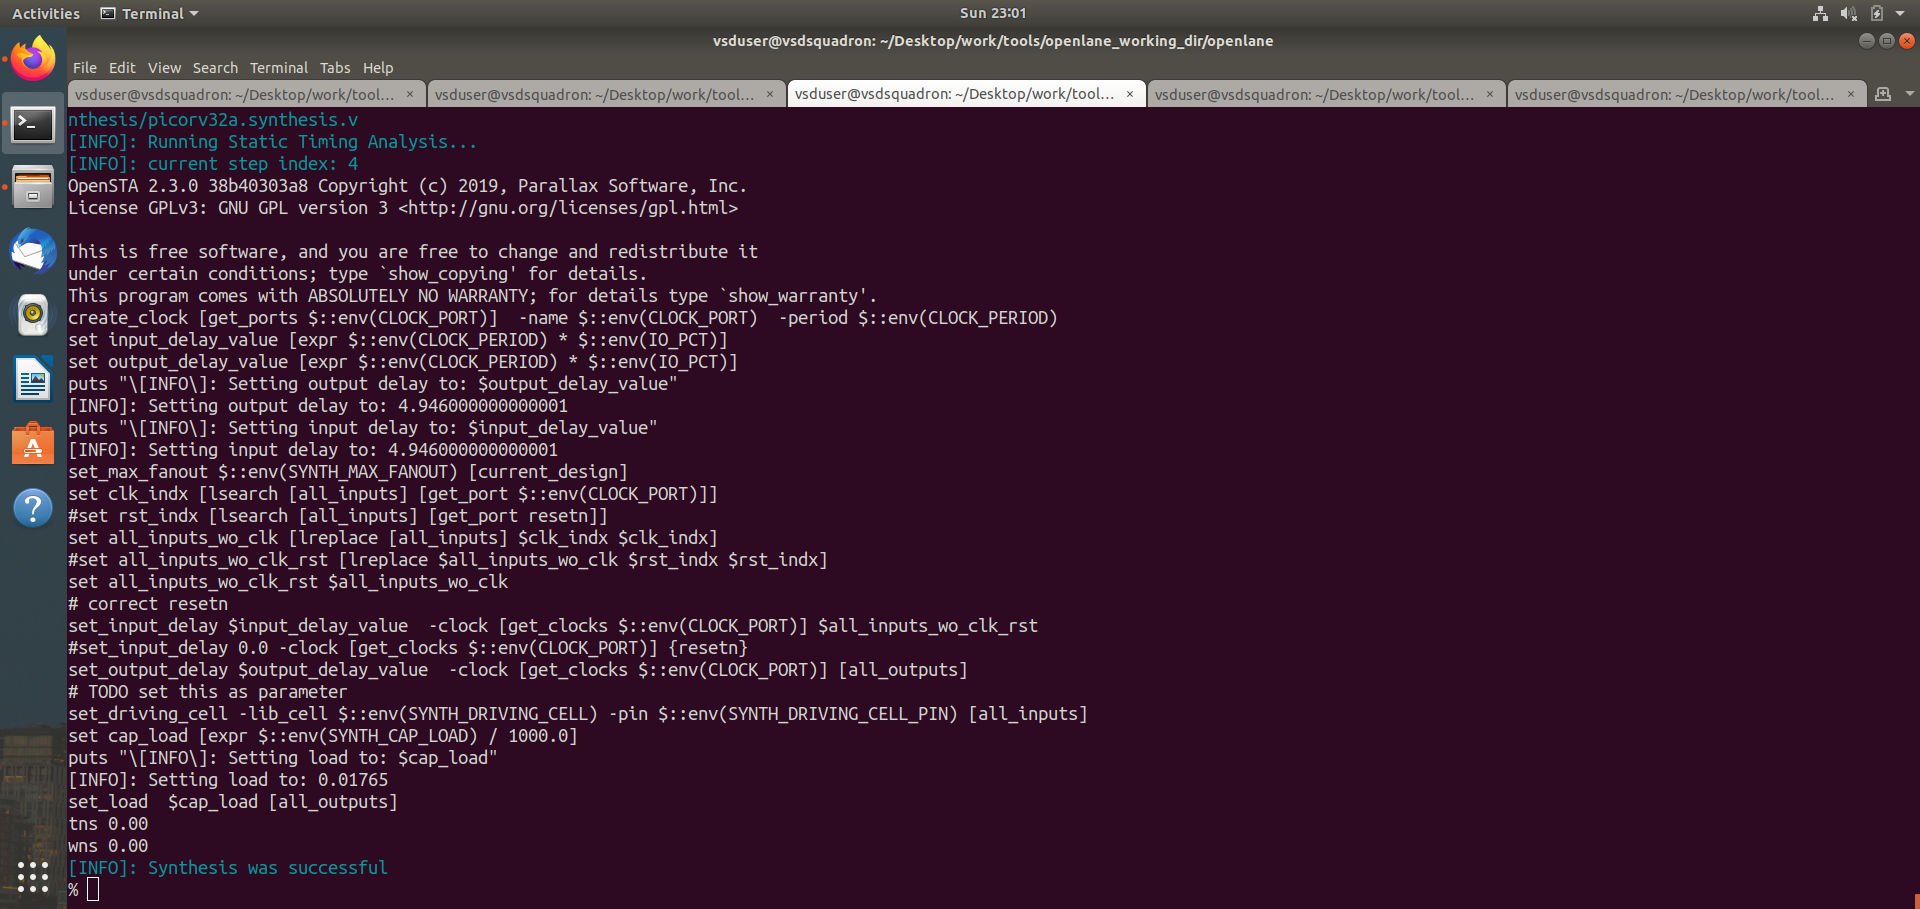 Activities Terminal Sun 23:01
vsduser@vsdsquadron: ~/Desktop/work/tools/openlane_working_dir/openlane
File Edit View Search Terminal Tabs Help
vsduser@vsdsquadron: ~/Desktop/work/tool... × vsduser@vsdsquadron: ~/Desktop/work/tool... × vsduser@vsdsquadron: ~/Desktop/work/tool... × vsduser@vsdsquadron: ~/Desktop/work/tool... × vsduser@vsdsquadron: ~/Desktop/work/tool... ×
nthesis/picorv32a.synthesis.v
[INFO]: Running Static Timing Analysis...
[INFO]: current step index: 4
OpenSTA 2.3.0 38b40303a8 Copyright (c) 2019, Parallax Software, Inc.
License GPLv3: GNU GPL version 3 <http://gnu.org/licenses/gpl.html>
This is free software, and you are free to change and redistribute it
under certain conditions; type `show_copying' for details.
This program comes with ABSOLUTELY NO WARRANTY; for details type `show_warranty'.
create_clock [get_ports $::env(CLOCK_PORT)]  -name $::env(CLOCK_PORT)  -period $::env(CLOCK_PERIOD)
set input_delay_value [expr $::env(CLOCK_PERIOD) * $::env(IO_PCT)]
set output_delay_value [expr $::env(CLOCK_PERIOD) * $::env(IO_PCT)]
puts "\[INFO\]: Setting output delay to: $output_delay_value"
[INFO]: Setting output delay to: 4.946000000000001
puts "\[INFO\]: Setting input delay to: $input_delay_value"
[INFO]: Setting input delay to: 4.946000000000001
set_max_fanout $::env(SYNTH_MAX_FANOUT) [current_design]
set clk_indx [lsearch [all_inputs] [get_port $::env(CLOCK_PORT)]]
#set rst_indx [lsearch [all_inputs] [get_port resetn]]
set all_inputs_wo_clk [lreplace [all_inputs] $clk_indx $clk_indx]
#set all_inputs_wo_clk_rst [lreplace $all_inputs_wo_clk $rst_indx $rst_indx]
set all_inputs_wo_clk_rst $all_inputs_wo_clk
# correct resetn
set_input_delay $input_delay_value  -clock [get_clocks $::env(CLOCK_PORT)] $all_inputs_wo_clk_rst
#set_input_delay 0.0 -clock [get_clocks $::env(CLOCK_PORT)] {resetn}
set_output_delay $output_delay_value  -clock [get_clocks $::env(CLOCK_PORT)] [all_outputs]
# TODO set this as parameter
set_driving_cell -lib_cell $::env(SYNTH_DRIVING_CELL) -pin $::env(SYNTH_DRIVING_CELL_PIN) [all_inputs]
set cap_load [expr $::env(SYNTH_CAP_LOAD) / 1000.0]
puts "\[INFO\]: Setting load to: $cap_load"
[INFO]: Setting load to: 0.01765
set_load  $cap_load [all_outputs]
tns 0.00
wns 0.00
[INFO]: Synthesis was successful
%